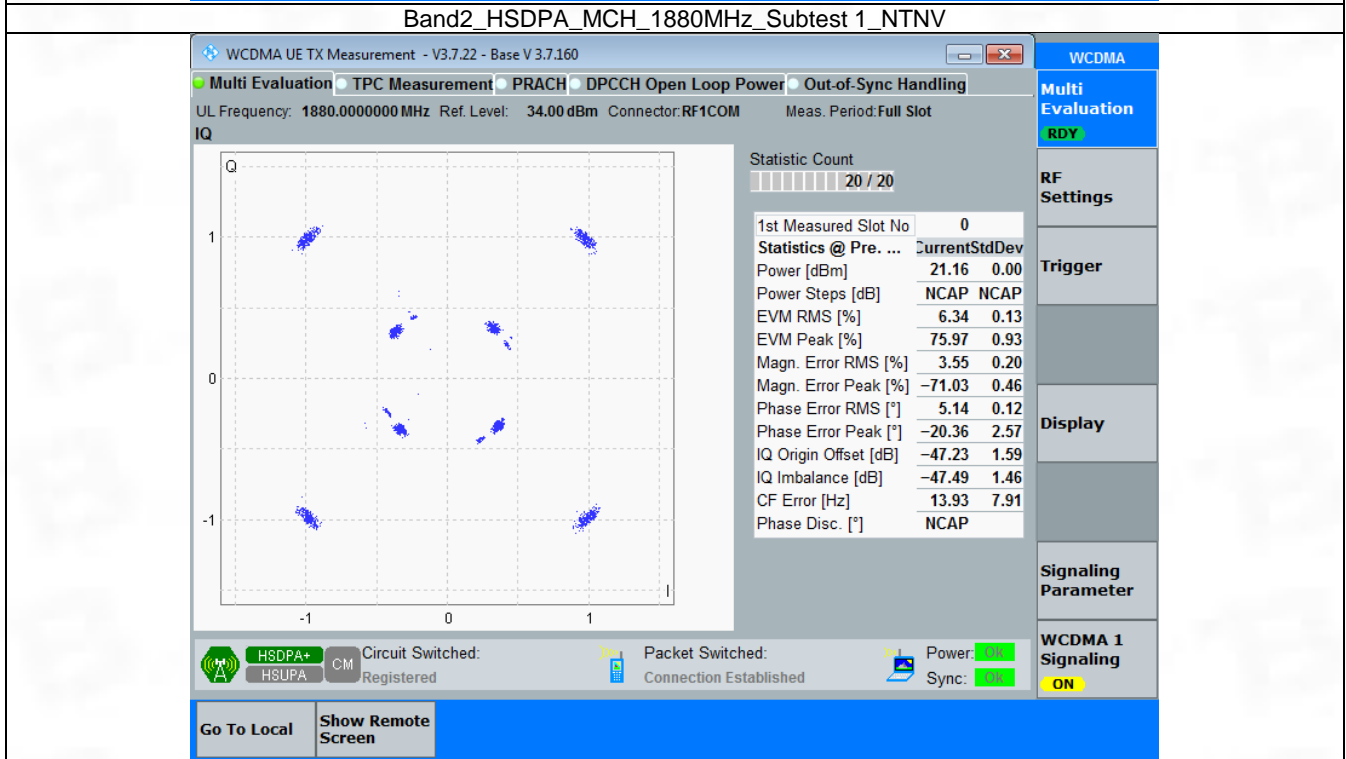 Band2_HSDPA_MCH_1880MHz_Subtest 1_NTNV
WCDMA UE TX Measurement - V3.7.22 - Base V 3.7.160
WCDMA
Multi Evaluation TPC Measurement PRACH DPCCH Open Loop Power Out-of-Sync Handling
Multi
Evaluation
RDY
UL Frequency: 1880.0000000 MHz Ref. Level: 34.00 dBm Connector: RF1COM Meas. Period: Full Slot
IQ
Q
1
0
-1
-1 0 1
I
Statistic Count
20 / 20
1st Measured Slot No 0
Statistics @ Pre. ... Current StdDev
Power [dBm] 21.16 0.00
Power Steps [dB] NCAP NCAP
EVM RMS [%] 6.34 0.13
EVM Peak [%] 75.97 0.93
Magn. Error RMS [%] 3.55 0.20
Magn. Error Peak [%] −71.03 0.46
Phase Error RMS [°] 5.14 0.12
Phase Error Peak [°] −20.36 2.57
IQ Origin Offset [dB] −47.23 1.59
IQ Imbalance [dB] −47.49 1.46
CF Error [Hz] 13.93 7.91
Phase Disc. [°] NCAP
RF
Settings
Trigger
Display
Signaling
Parameter
WCDMA 1
Signaling
ON
HSDPA+
HSUPA
CM
Circuit Switched:
Registered
Packet Switched:
Connection Established
Power: Ok
Sync: Ok
Go To Local
Show Remote
Screen